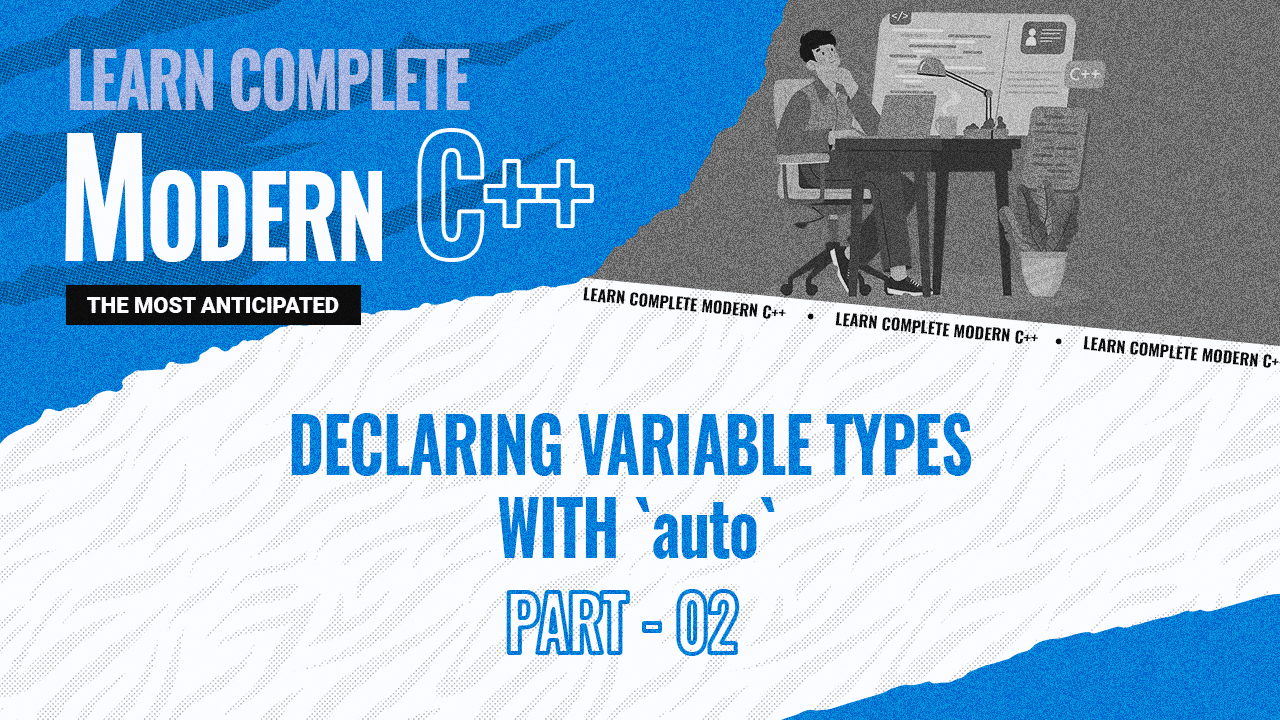 LEARN COMPLETE
MODERN C++
THE MOST ANTICIPATED
</>
C++
LEARN COMPLETE MODERN C++ • LEARN COMPLETE MODERN C++ • LEARN COMPLETE MODERN C+
DECLARING VARIABLE TYPES
WITH `auto`
PART - 02